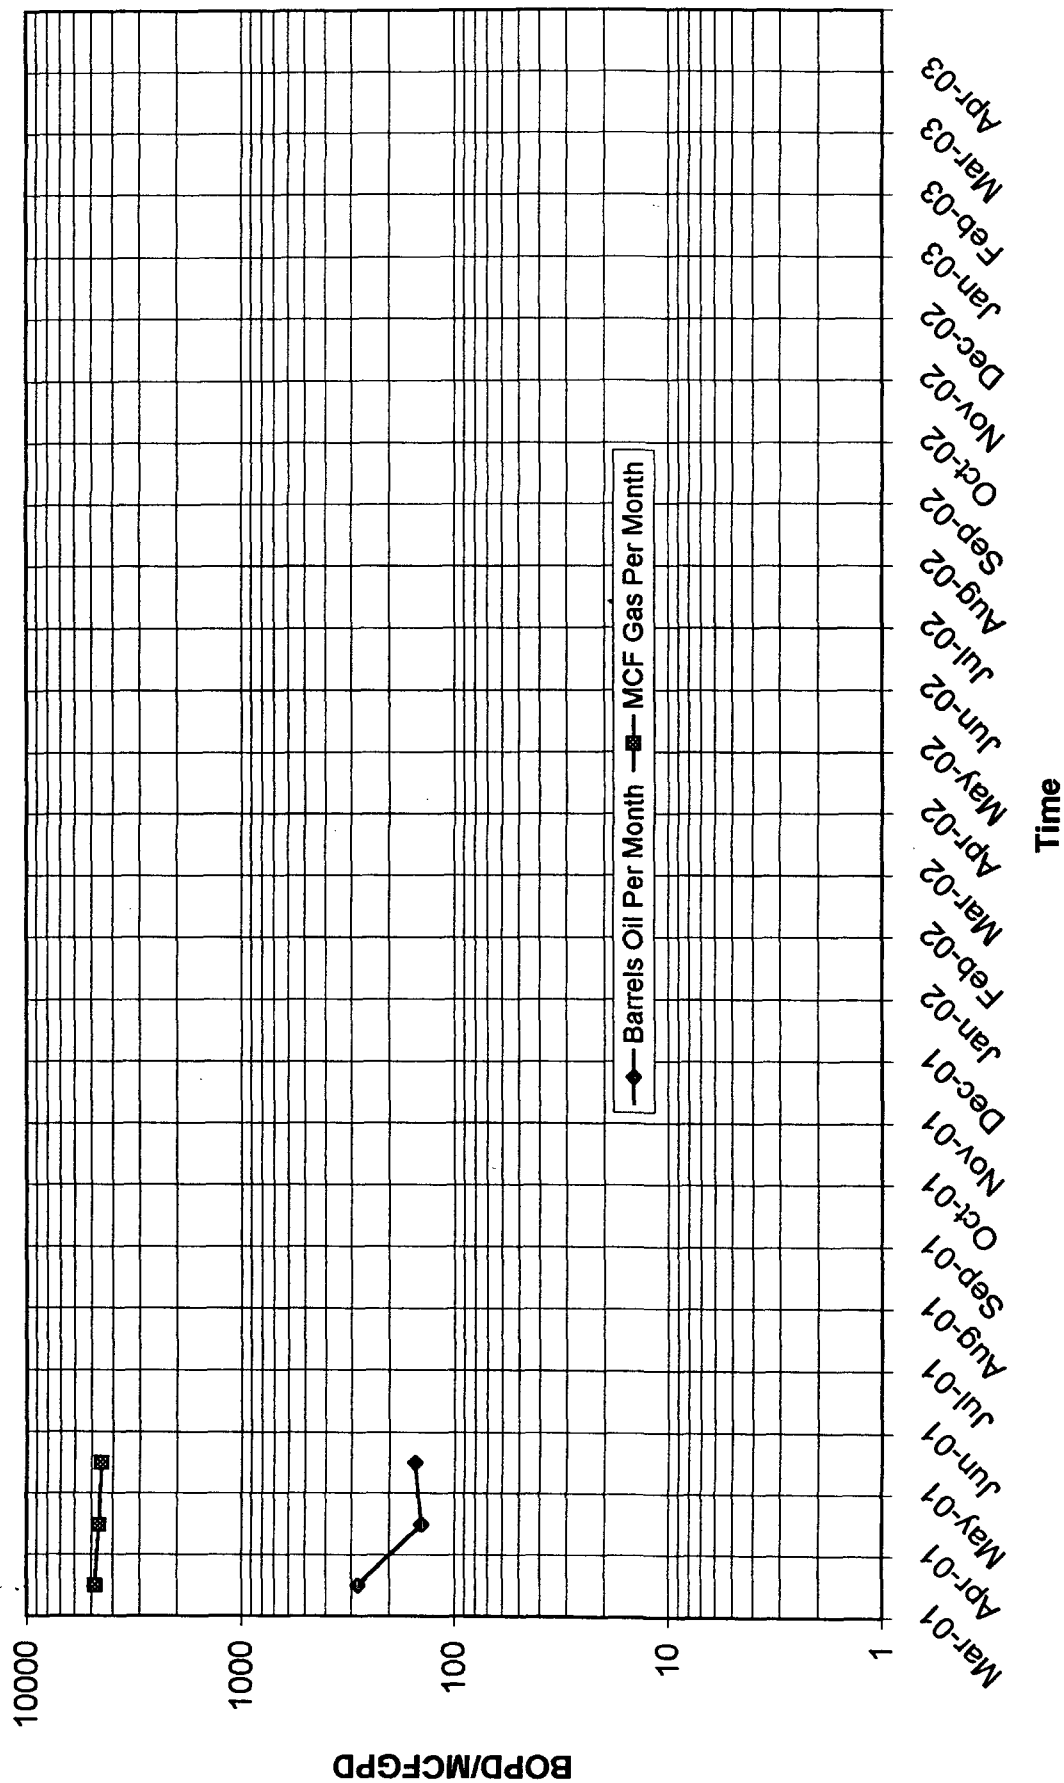 BOPD/MCFGPD
10000
1000
100
10
1
Barrels Oil Per Month MCF Gas Per Month
Mar-01
Apr-01
May-01
Jun-01
Jul-01
Aug-01
Sep-01
Oct-01
Nov-01
Dec-01
Jan-02
Feb-02
Mar-02
Apr-02
May-02
Jun-02
Jul-02
Aug-02
Sep-02
Oct-02
Nov-02
Dec-02
Jan-03
Feb-03
Mar-03
Apr-03
Time